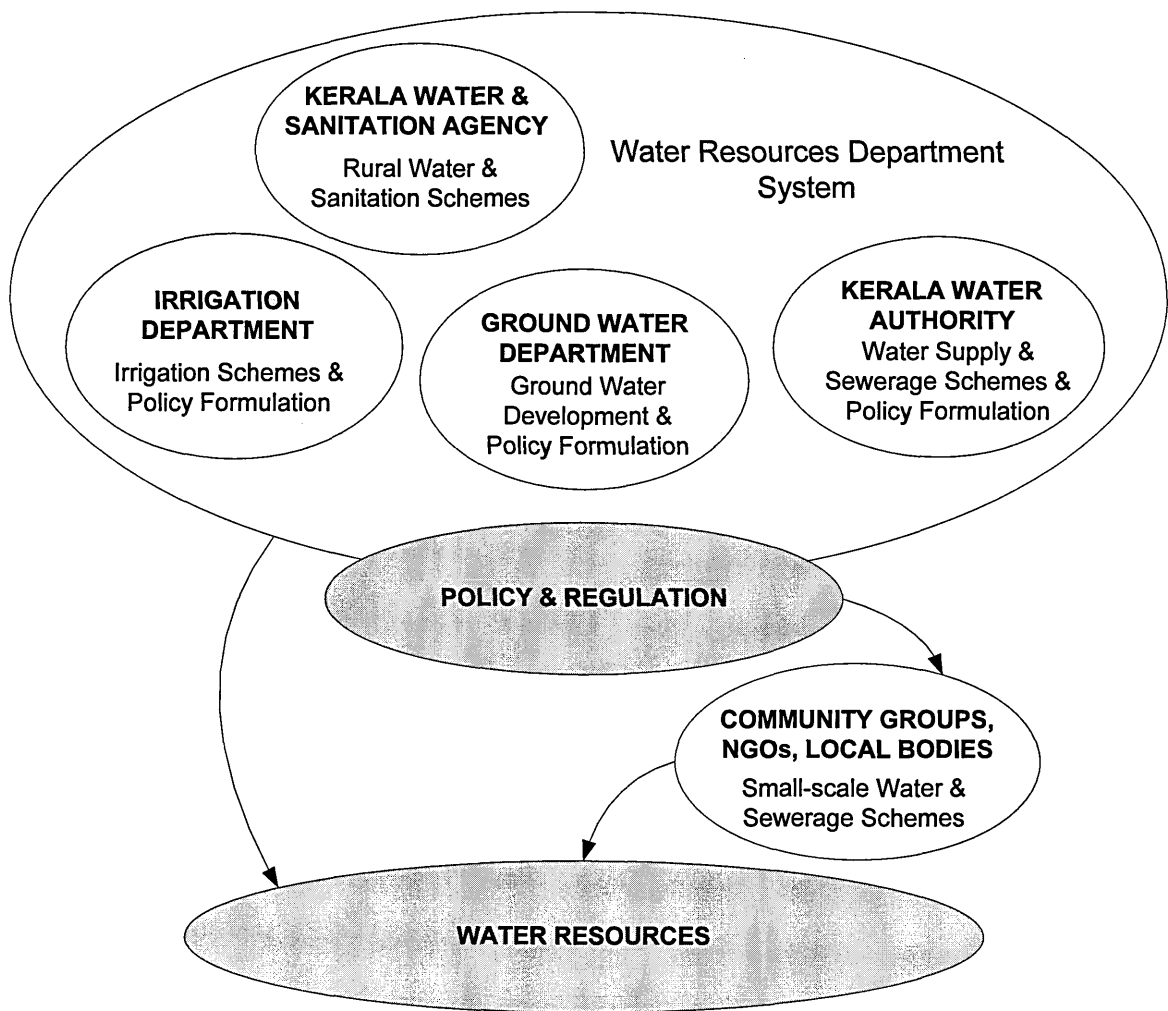 KERALA WATER &
SANITATION AGENCY
Rural Water &
Sanitation Schemes
Water Resources Department
System
IRRIGATION
DEPARTMENT
Irrigation Schemes &
Policy Formulation
GROUND WATER
DEPARTMENT
Ground Water
Development &
Policy Formulation
KERALA WATER
AUTHORITY
Water Supply &
Sewerage Schemes &
Policy Formulation
POLICY & REGULATION
COMMUNITY GROUPS,
NGOs, LOCAL BODIES
Small-scale Water &
Sewerage Schemes
WATER RESOURCES